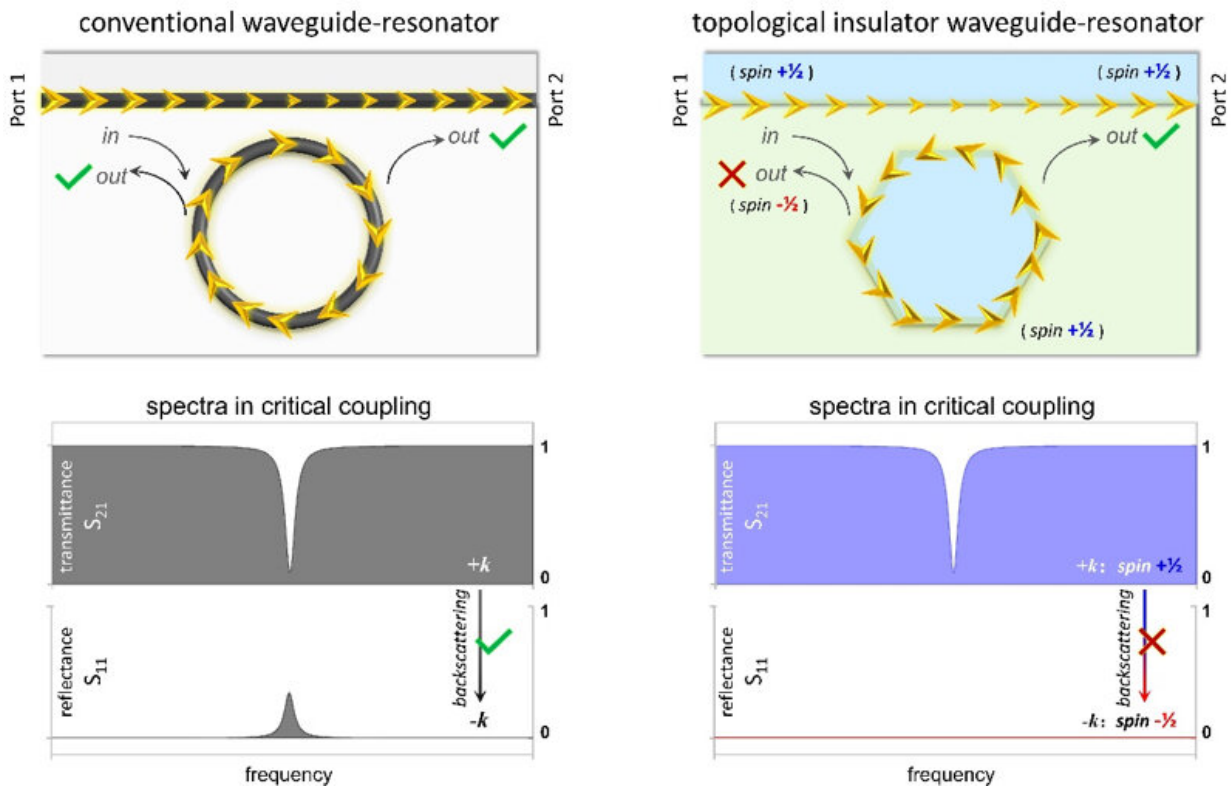 conventional waveguide-resonator
Port 1
Port 2
in
out
out
spectra in critical coupling
transmittance
S21
1
+k
0
backscattering
reflectance
S11
1
-k
0
frequency
topological insulator waveguide-resonator
Port 1
Port 2
( spin +½ )
( spin +½ )
in
out
out
( spin -½ )
( spin +½ )
spectra in critical coupling
transmittance
S21
1
+k: spin +½
0
backscattering
reflectance
S11
1
-k: spin -½
0
frequency